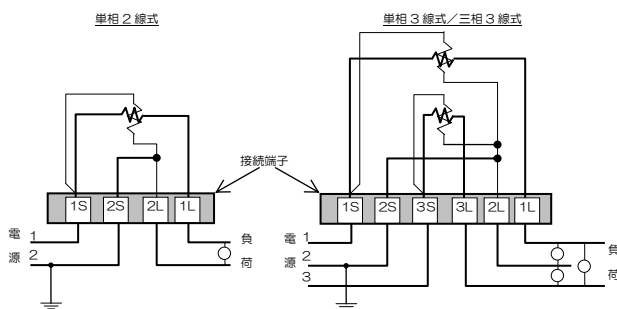 単相２線式
単相３線式／三相３線式
接続端子
1S 2S 2L 1L
1S 2S 3S 3L 2L 1L
電 1 負
源 2 荷
電 1 負
源 2 荷
3